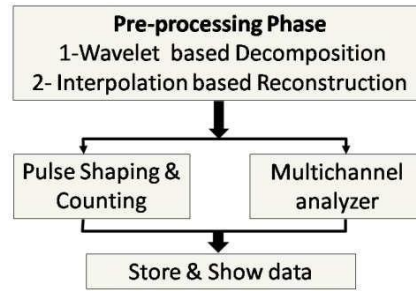 Pre-processing Phase
1-Wavelet based Decomposition
2- Interpolation based Reconstruction
Pulse Shaping &
Counting
Multichannel
analyzer
Store & Show data